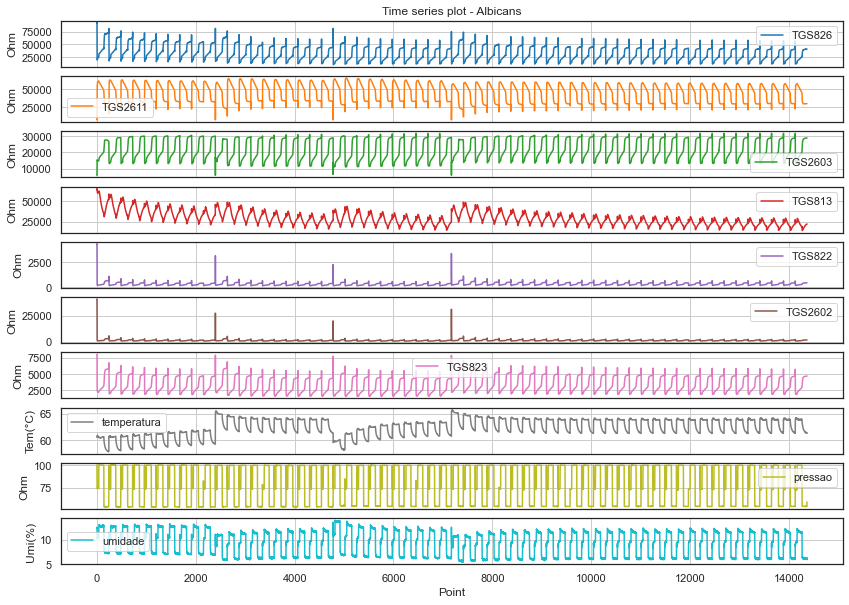 Time series plot - Albicans
Ohm
75000
50000
25000
TGS826
Ohm
50000
25000
TGS2611
Ohm
30000
20000
10000
TGS2603
Ohm
50000
25000
TGS813
Ohm
2500
0
TGS822
Ohm
25000
0
TGS2602
Ohm
7500
5000
2500
TGS823
Tem(°C)
65
60
temperatura
Ohm
100
75
pressao
Umi(%)
10
5
umidade
0 2000 4000 6000 8000 10000 12000 14000
Point